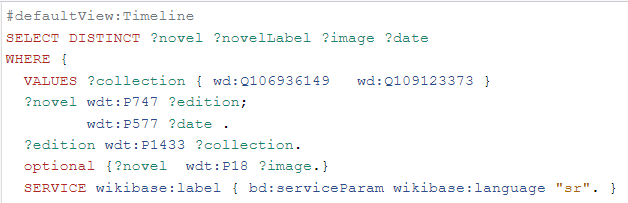 #defaultView:Timeline
SELECT DISTINCT ?novel ?novelLabel ?image ?date
WHERE {
  VALUES ?collection { wd:Q106936149   wd:Q109123373 }
  ?novel wdt:P747 ?edition;
         wdt:P577 ?date .
  ?edition wdt:P1433 ?collection.
  optional {?novel  wdt:P18 ?image.}
  SERVICE wikibase:label { bd:serviceParam wikibase:language "sr". }